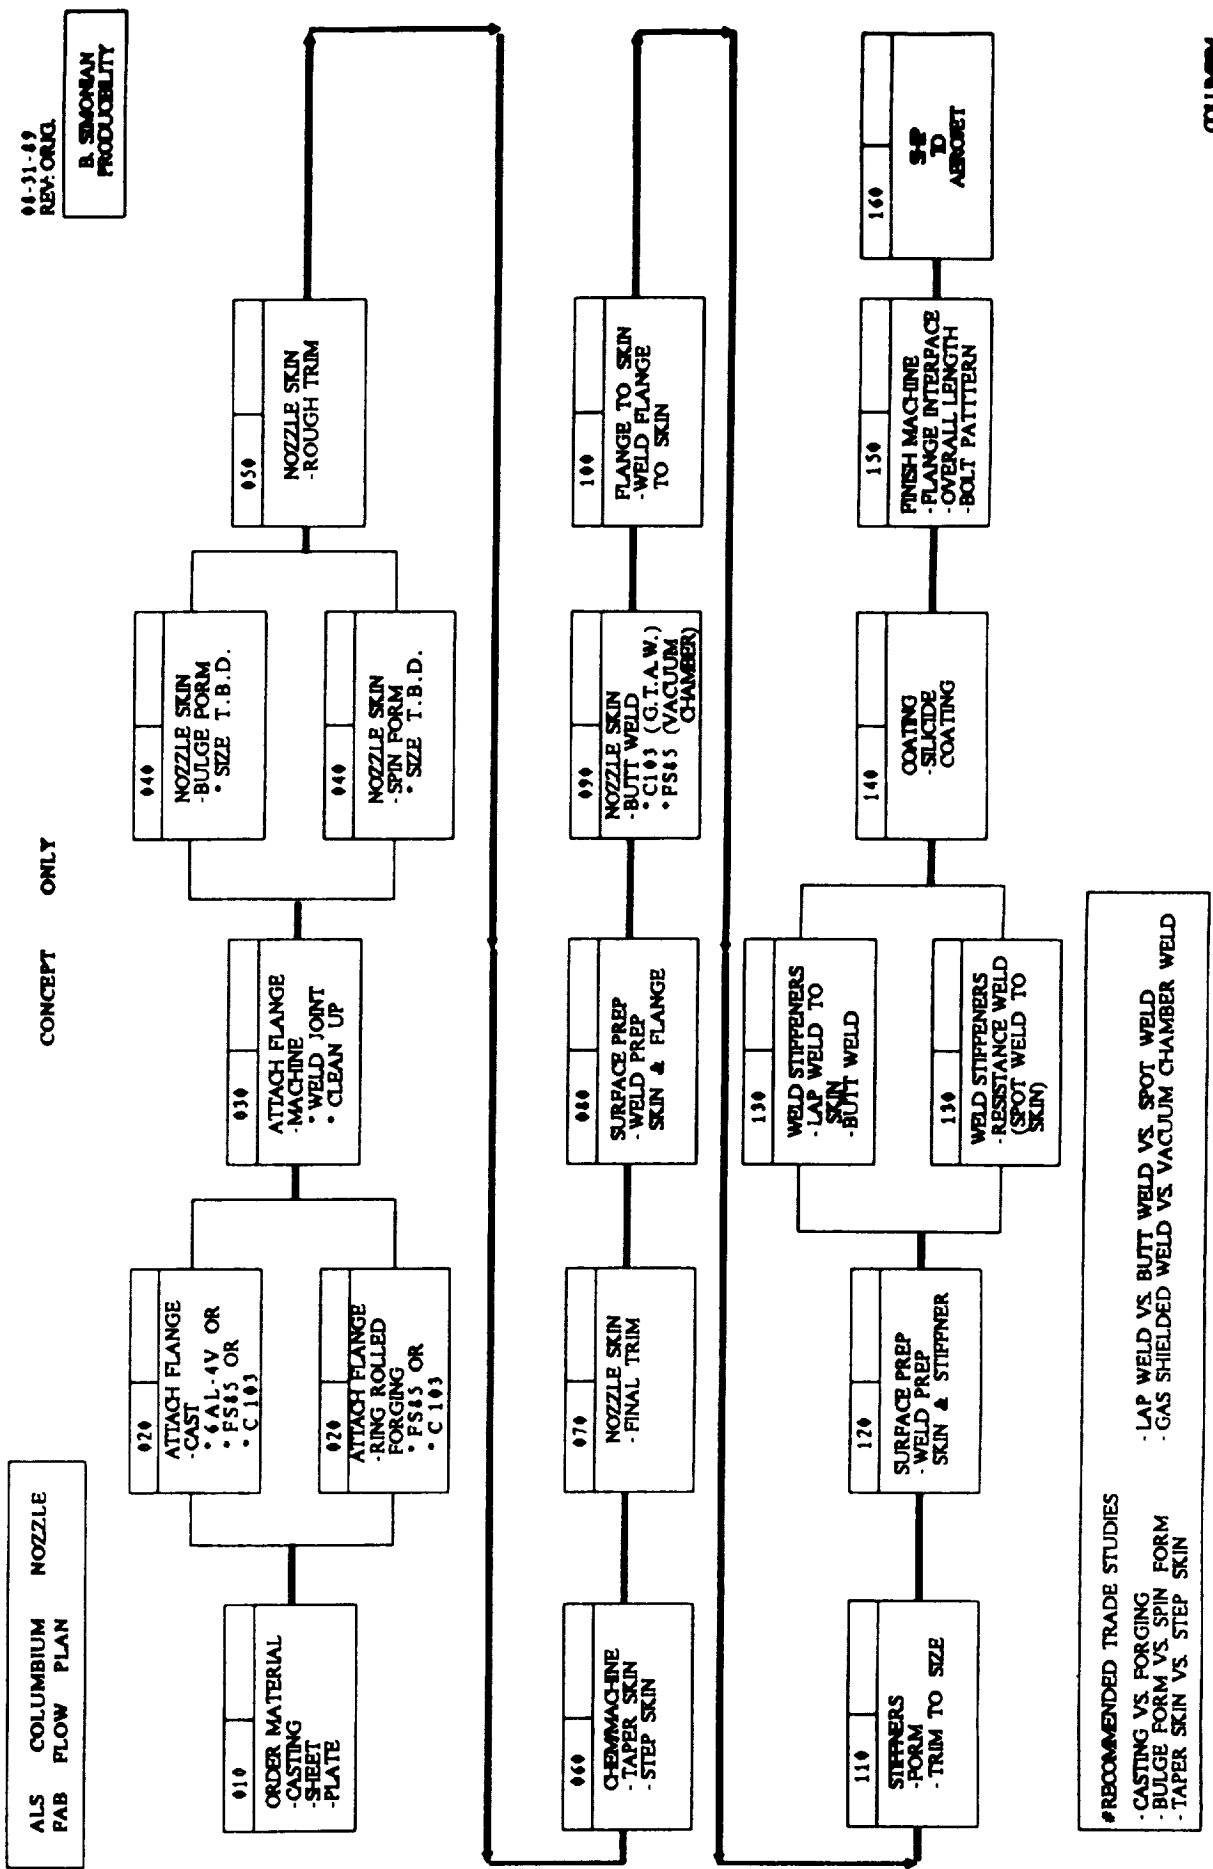 ALS COLUMBIUM NOZZLE
FAB FLOW PLAN
CONCEPT ONLY
08-31-89
REV: ORIG.
B. SIMONIAN
PRODUCIBILITY
010
ORDER MATERIAL
-CASTING
-SHEET
-PLATE
020
ATTACH FLANGE
-CAST
* 6AL-4V OR
* FS85 OR
* C103
020
ATTACH FLANGE
-RING ROLLED
FORGING
* FS85 OR
* C103
030
ATTACH FLANGE
-MACHINE
* WELD JOINT
* CLEAN UP
040
NOZZLE SKIN
-BULGE FORM
* SIZE T.B.D.
040
NOZZLE SKIN
-SPIN FORM
* SIZE T.B.D.
050
NOZZLE SKIN
-ROUGH TRIM
060
CHEM/MACHINE
- TAPER SKIN
- STEP SKIN
070
NOZZLE SKIN
- FINAL TRIM
080
SURFACE PREP
- WELD PREP
SKIN & FLANGE
090
NOZZLE SKIN
-BUTT WELD
* C103 (G.T.A.W.)
* FS85 (VACUUM
CHAMBER)
100
FLANGE TO SKIN
-WELD FLANGE
TO SKIN
110
STIFFNERS
- FORM
- TRIM TO SIZE
120
SURFACE PREP
- WELD PREP
SKIN & STIFFNER
130
WELD STIFFENERS
- LAP WELD TO
SKIN
- BUTT WELD
130
WELD STIFFENERS
- RESISTANCE WELD
(SPOT WELD TO
SKIN)
140
COATING
-SILICIDE
COATING
150
FINISH MACHINE
- FLANGE INTERFACE
- OVERALL LENGTH
-BOLT PATTTERN
160
SHIP
TO
AEROJET
#RECOMMENDED TRADE STUDIES
- CASTING VS. FORGING
- BULGE FORM VS. SPIN FORM
- TAPER SKIN VS. STEP SKIN
- LAP WELD VS. BUTT WELD VS. SPOT WELD
- GAS SHIELDED WELD VS. VACUUM CHAMBER WELD